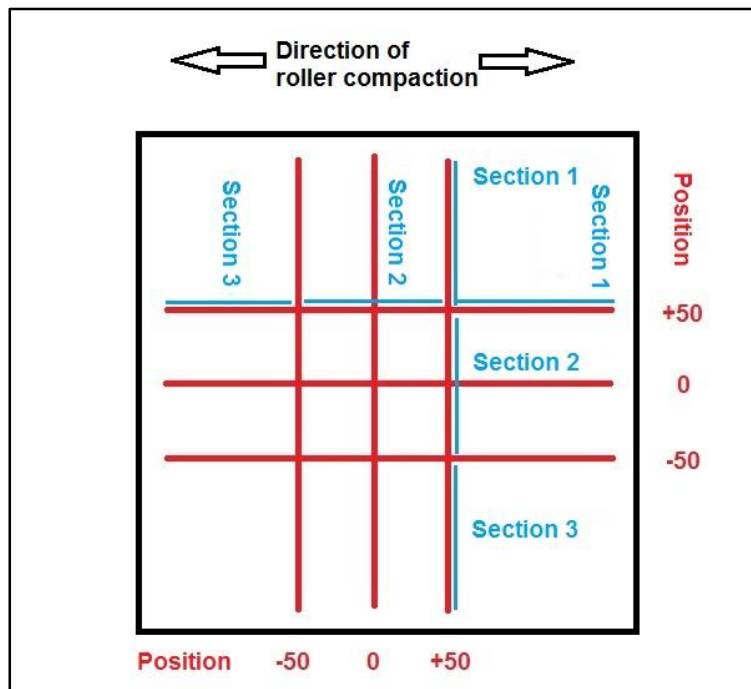 Direction of
roller compaction
Section 1
Section 1
Section 2
Section 3
Position
+50
Section 2
0
-50
Section 3
Position -50 0 +50